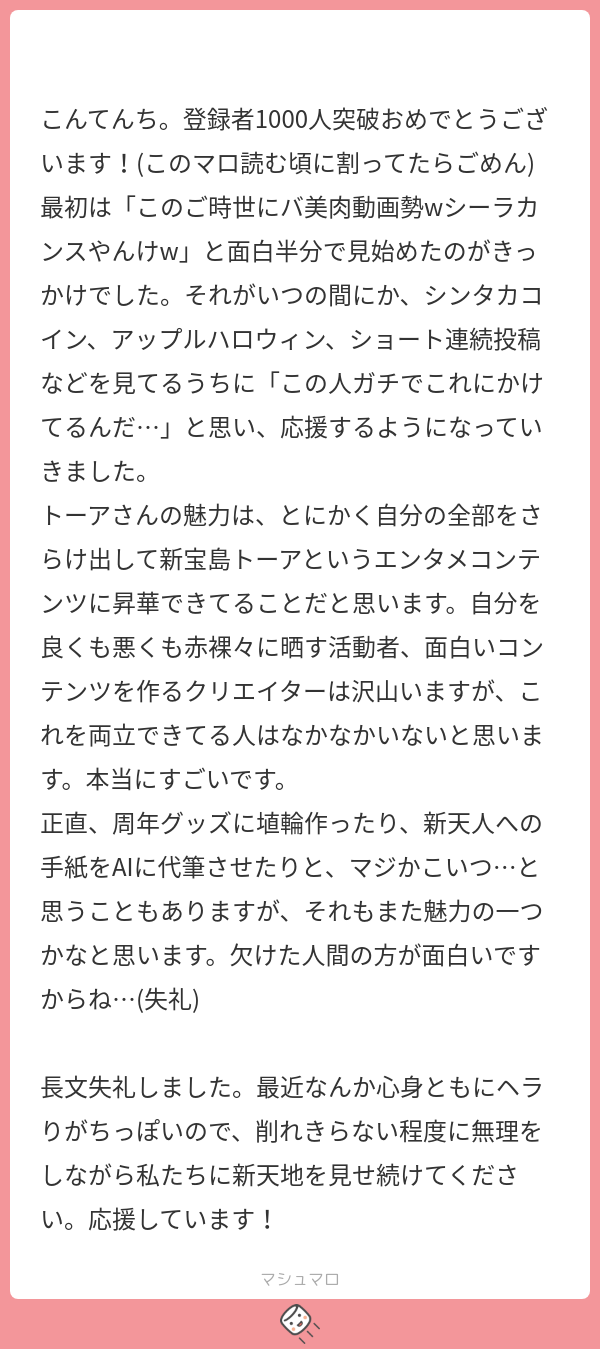 こんてんち。登録者1000人突破おめでとうござ
います！(このマロ読む頃に割ってたらごめん)
最初は「このご時世にバ美肉動画勢wシーラカ
ンスやんけw」と面白半分で見始めたのがきっ
かけでした。それがいつの間にか、シンタカコ
イン、アップルハロウィン、ショート連続投稿
などを見てるうちに「この人ガチでこれにかけ
てるんだ…」と思い、応援するようになってい
きました。
トーアさんの魅力は、とにかく自分の全部をさ
らけ出して新宝島トーアというエンタメコンテ
ンツに昇華できてることだと思います。自分を
良くも悪くも赤裸々に晒す活動者、面白いコン
テンツを作るクリエイターは沢山いますが、こ
れを両立できてる人はなかなかいないと思いま
す。本当にすごいです。
正直、周年グッズに埴輪作ったり、新天人への
手紙をAIに代筆させたりと、マジかこいつ…と
思うこともありますが、それもまた魅力の一つ
かなと思います。欠けた人間の方が面白いです
からね…(失礼)
長文失礼しました。最近なんか心身ともにヘラ
りがちっぽいので、削れきらない程度に無理を
しながら私たちに新天地を見せ続けてくださ
い。応援しています！
マシュマロ